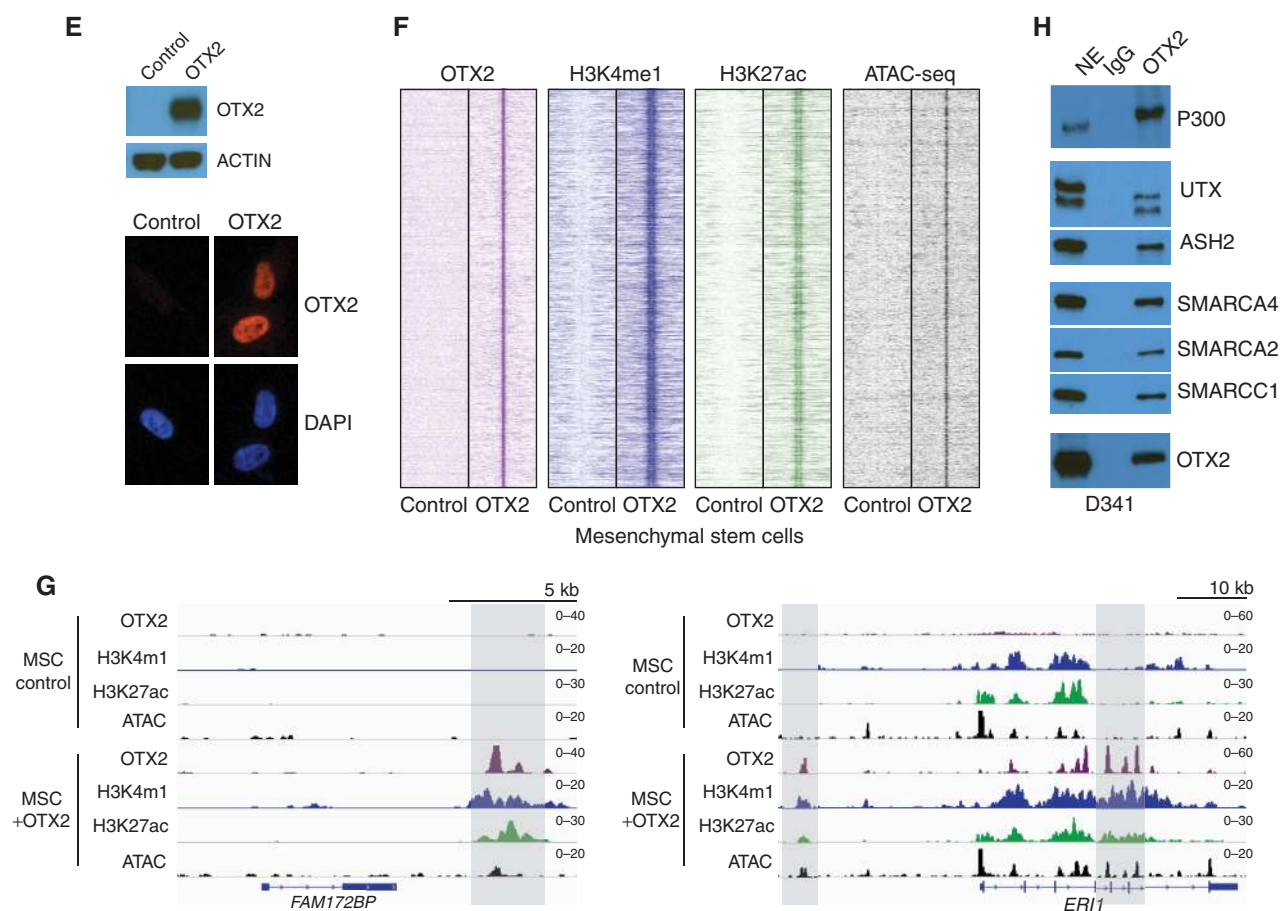 E
Control
OTX2
OTX2
ACTIN
Control OTX2
OTX2
DAPI
F
OTX2 H3K4me1 H3K27ac ATAC-seq
Control OTX2 Control OTX2 Control OTX2 Control OTX2
Mesenchymal stem cells
H
NE
IgG
OTX2
P300
UTX
ASH2
SMARCA4
SMARCA2
SMARCC1
OTX2
D341
G
5 kb
MSC
control
OTX2 0–40
H3K4m1 0–20
H3K27ac 0–30
ATAC 0–20
MSC
+OTX2
OTX2 0–40
H3K4m1 0–20
H3K27ac 0–30
ATAC 0–20
FAM172BP
10 kb
MSC
control
OTX2 0–60
H3K4m1 0–20
H3K27ac 0–30
ATAC 0–20
MSC
+OTX2
OTX2 0–60
H3K4m1 0–20
H3K27ac 0–30
ATAC 0–20
ERI1